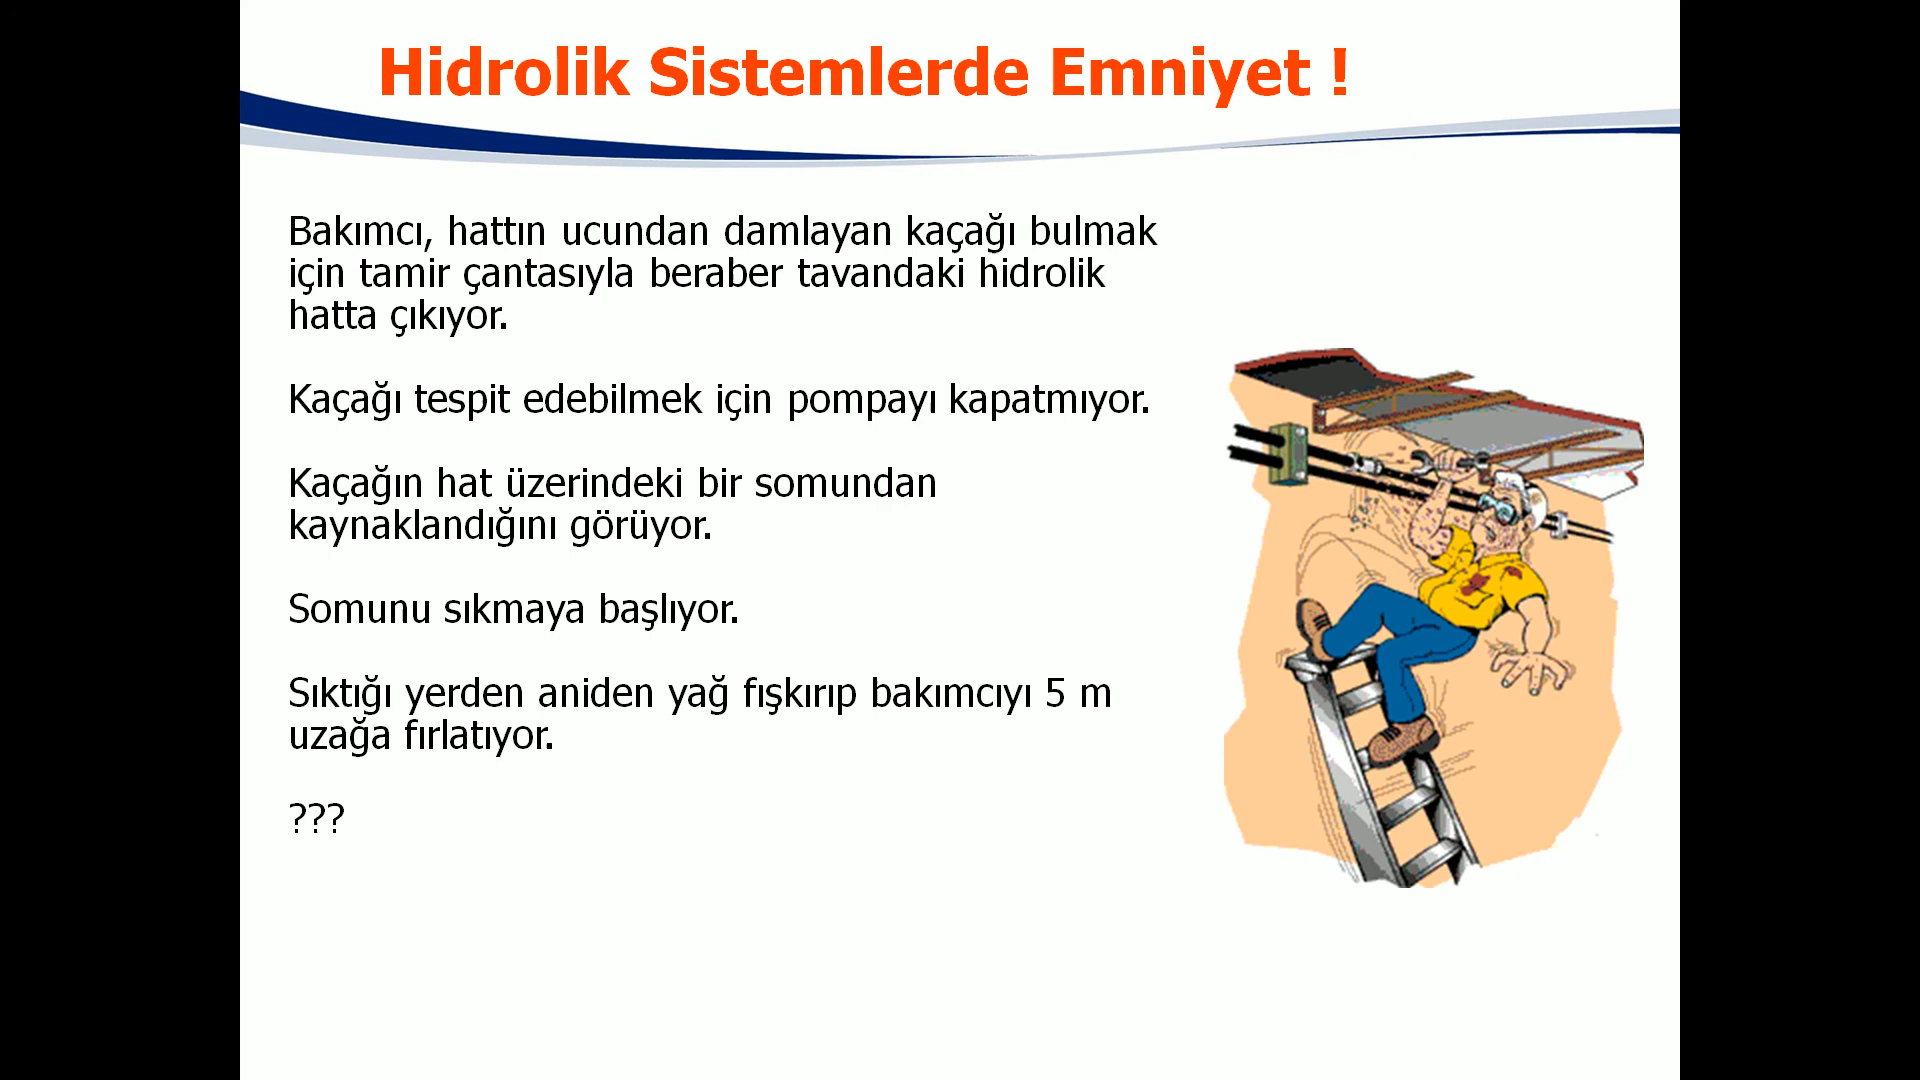 Hidrolik Sistemlerde Emniyet !
Bakımcı, hattın ucundan damlayan kaçağı bulmak
için tamir çantasıyla beraber tavandaki hidrolik
hatta çıkıyor.
Kaçağı tespit edebilmek için pompayı kapatmıyor.
Kaçağın hat üzerindeki bir somundan
kaynaklandığını görüyor.
Somunu sıkmaya başlıyor.
Sıktığı yerden aniden yağ fışkırıp bakımcıyı 5 m
uzağa fırlatıyor.
???